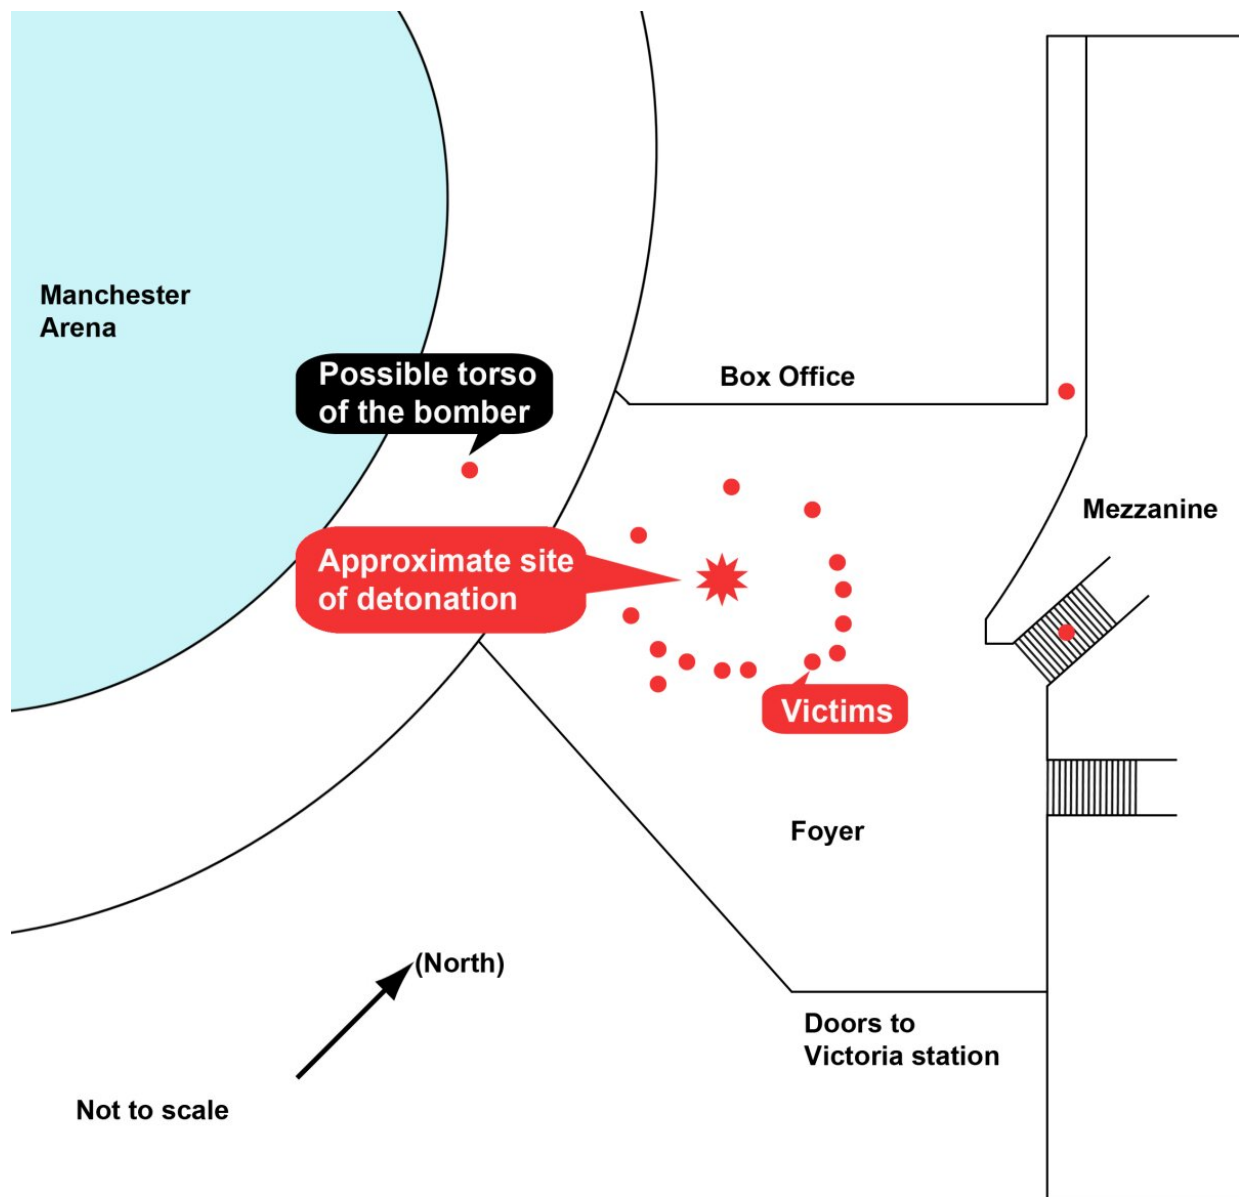 Manchester
Arena
Possible torso
of the bomber
Box Office
Mezzanine
Approximate site
of detonation
Victims
Foyer
(North)
Doors to
Victoria station
Not to scale